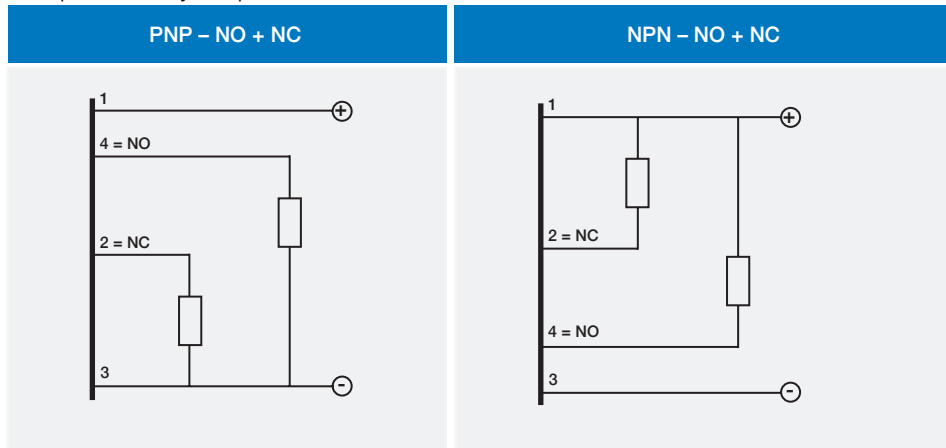 PNP – NO + NC
NPN – NO + NC
1
+
4 = NO
2 = NC
3
-
1
+
2 = NC
4 = NO
3
-